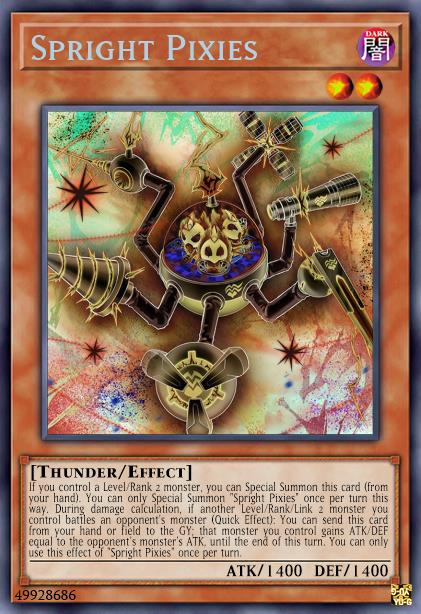 Spright Pixies
DARK
闇
[Thunder/Effect]
If you control a Level/Rank 2 monster, you can Special Summon this card (from
your hand). You can only Special Summon "Spright Pixies" once per turn this
way. During damage calculation, if another Level/Rank/Link 2 monster you
control battles an opponent's monster (Quick Effect): You can send this card
from your hand or field to the GY; that monster you control gains ATK/DEF
equal to the opponent's monster's ATK, until the end of this turn. You can only
use this effect of "Spright Pixies" once per turn.
ATK/1400 DEF/1400
49928686